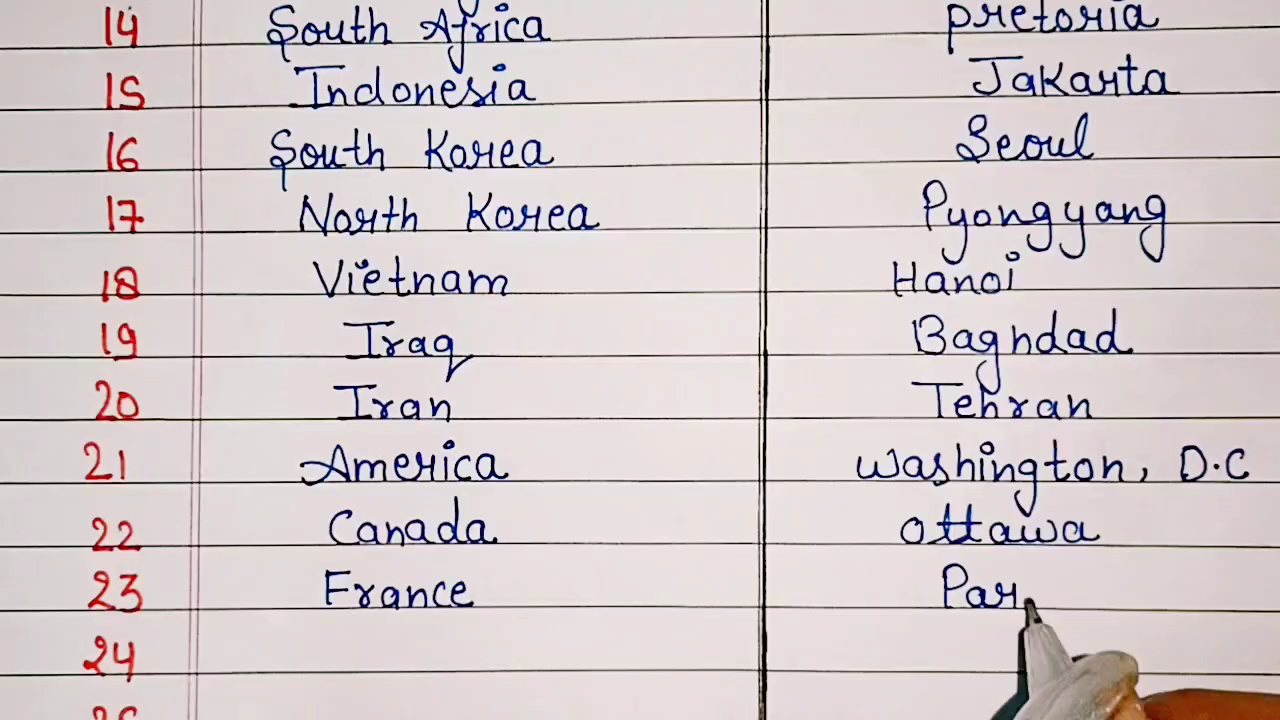 14 South Africa pretoria
15 Indonesia Jakarta
16 South Korea Seoul
17 North Korea Pyongyang
18 Vietnam Hanoi
19 Iraq Baghdad
20 Iran Tehran
21 America Washington, D.C
22 Canada Ottawa
23 France Par
24